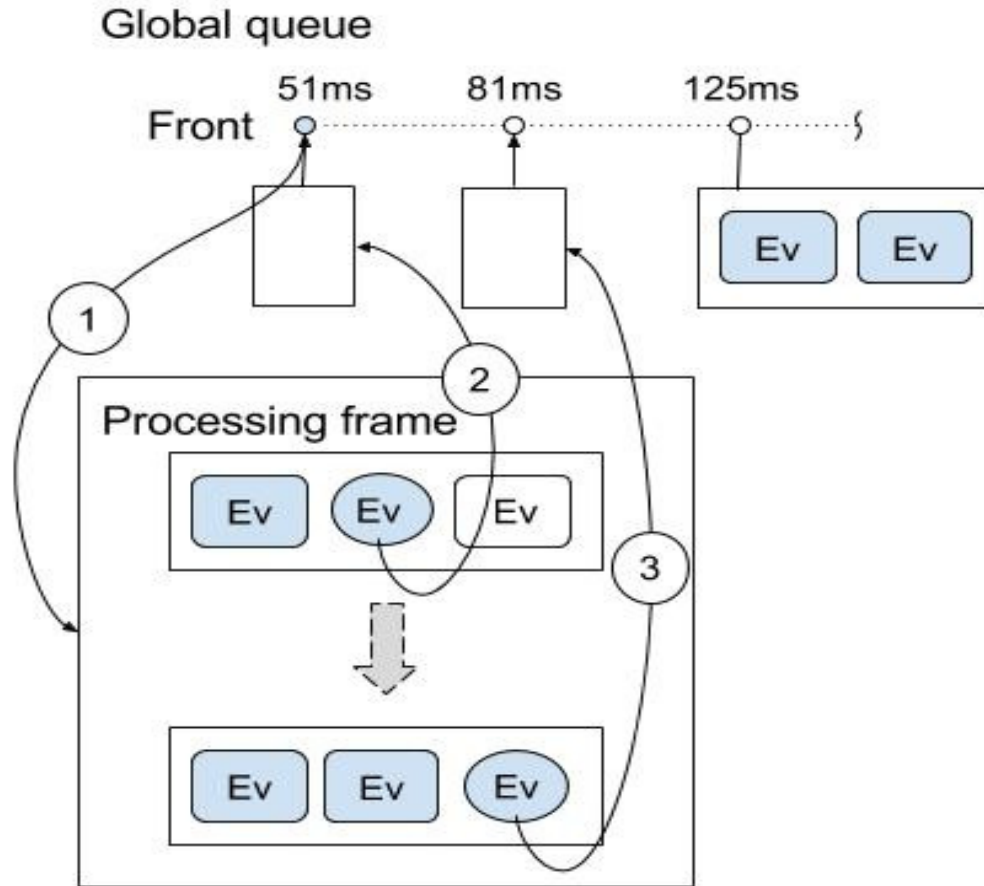 Global queue
51ms 81ms 125ms
Front
Ev Ev
1
2
Processing frame
Ev Ev Ev
3
Ev Ev Ev